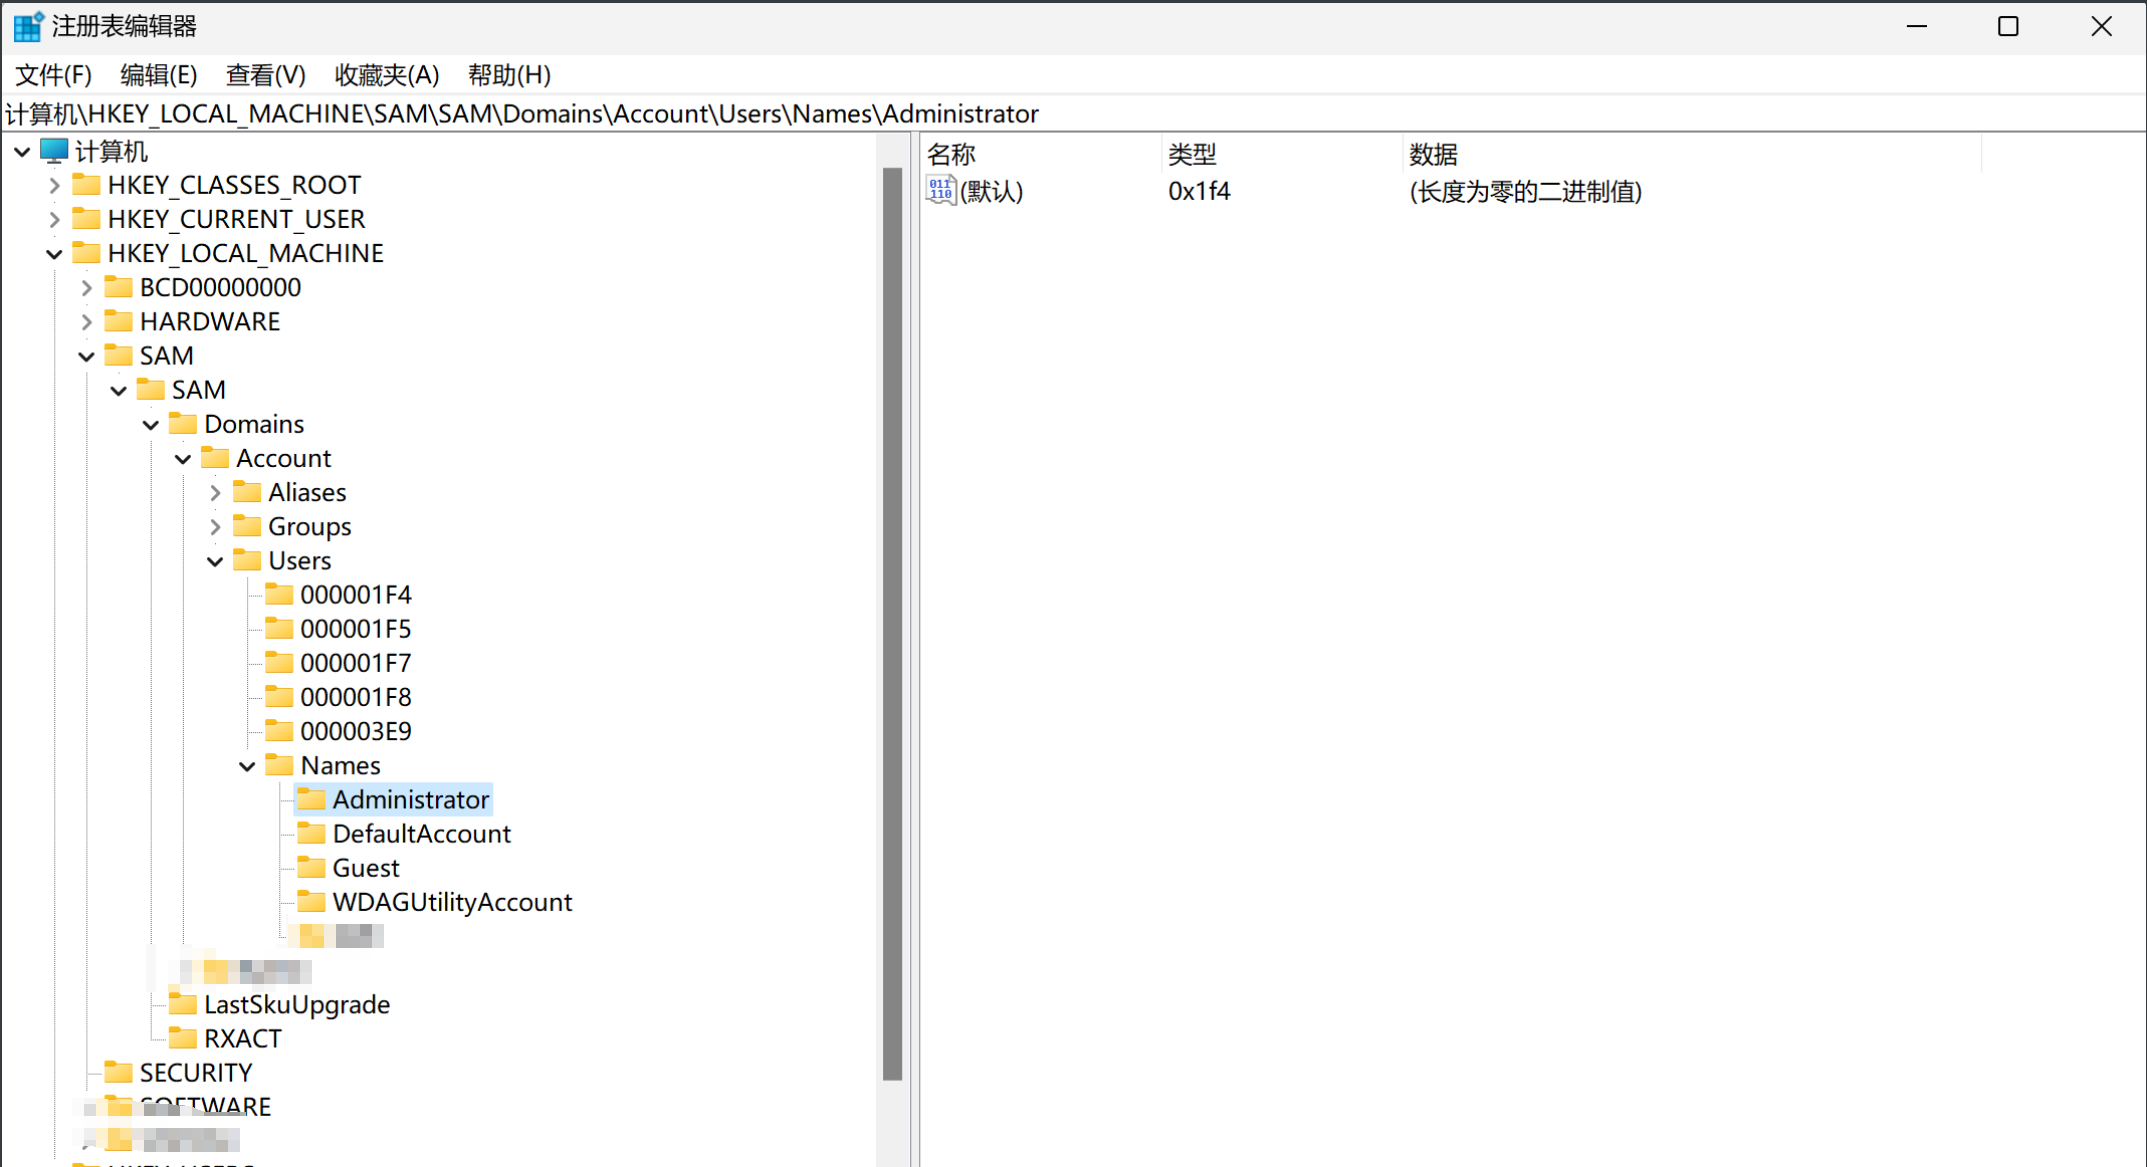 注册表编辑器
文件(F) 编辑(E) 查看(V) 收藏夹(A) 帮助(H)
计算机\HKEY_LOCAL_MACHINE\SAM\SAM\Domains\Account\Users\Names\Administrator
计算机
HKEY_CLASSES_ROOT
HKEY_CURRENT_USER
HKEY_LOCAL_MACHINE
BCD00000000
HARDWARE
SAM
SAM
Domains
Account
Aliases
Groups
Users
000001F4
000001F5
000001F7
000001F8
000003E9
Names
Administrator
DefaultAccount
Guest
WDAGUtilityAccount
LastSkuUpgrade
RXACT
SECURITY
SOFTWARE
名称 类型 数据
011 110 (默认) 0x1f4 (长度为零的二进制值)